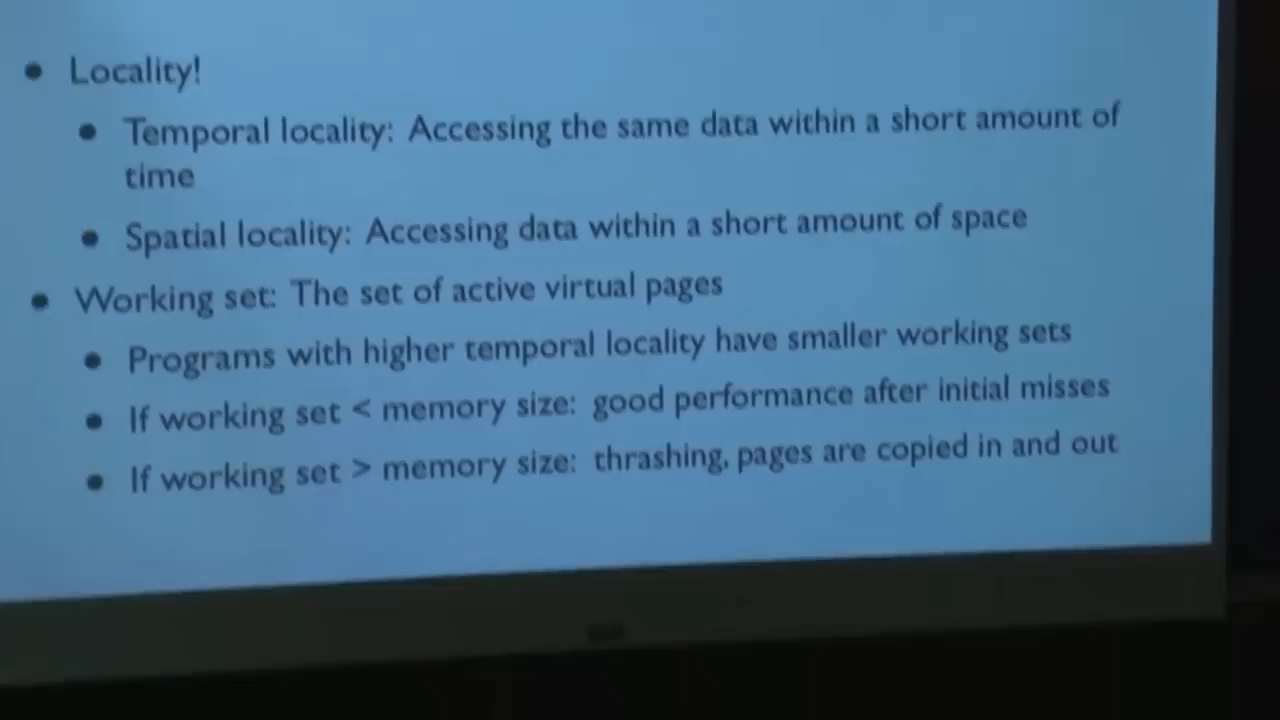 • Locality!
• Temporal locality: Accessing the same data within a short amount of
time
• Spatial locality: Accessing data within a short amount of space
• Working set: The set of active virtual pages
• Programs with higher temporal locality have smaller working sets
• If working set < memory size: good performance after initial misses
• If working set > memory size: thrashing, pages are copied in and out